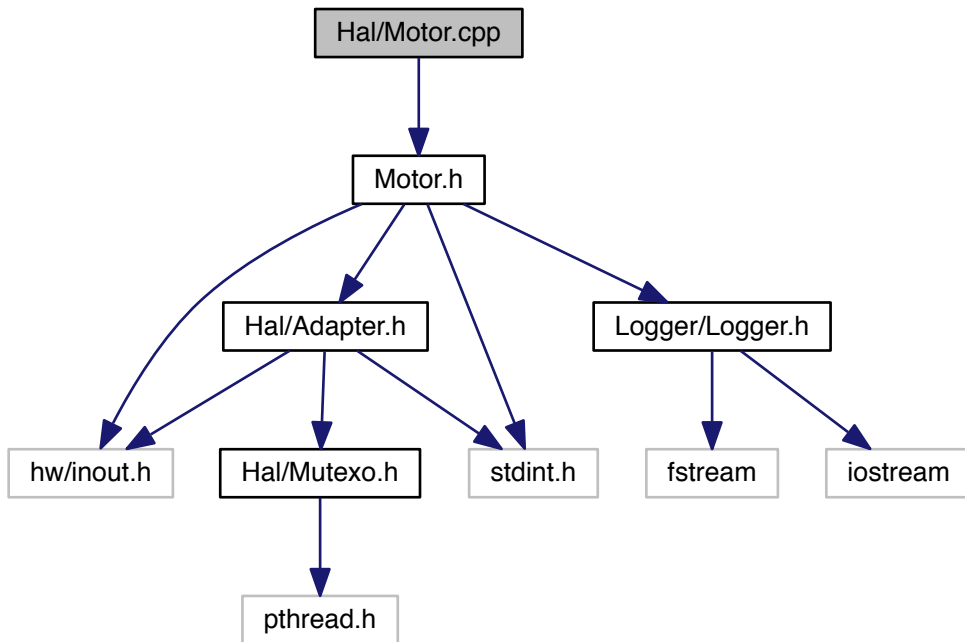 Hal/Motor.cpp
Motor.h
Hal/Adapter.h
Logger/Logger.h
hw/inout.h
Hal/Mutexo.h
stdint.h
fstream
iostream
pthread.h